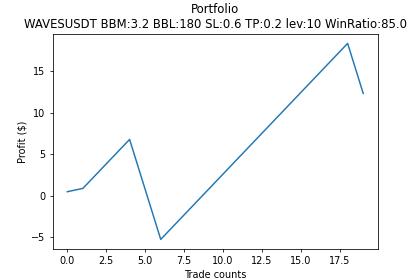 Portfolio
WAVESUSDT BBM:3.2 BBL:180 SL:0.6 TP:0.2 lev:10 WinRatio:85.0
Profit ($)
15
10
5
0
−5
0.0 2.5 5.0 7.5 10.0 12.5 15.0 17.5
Trade counts